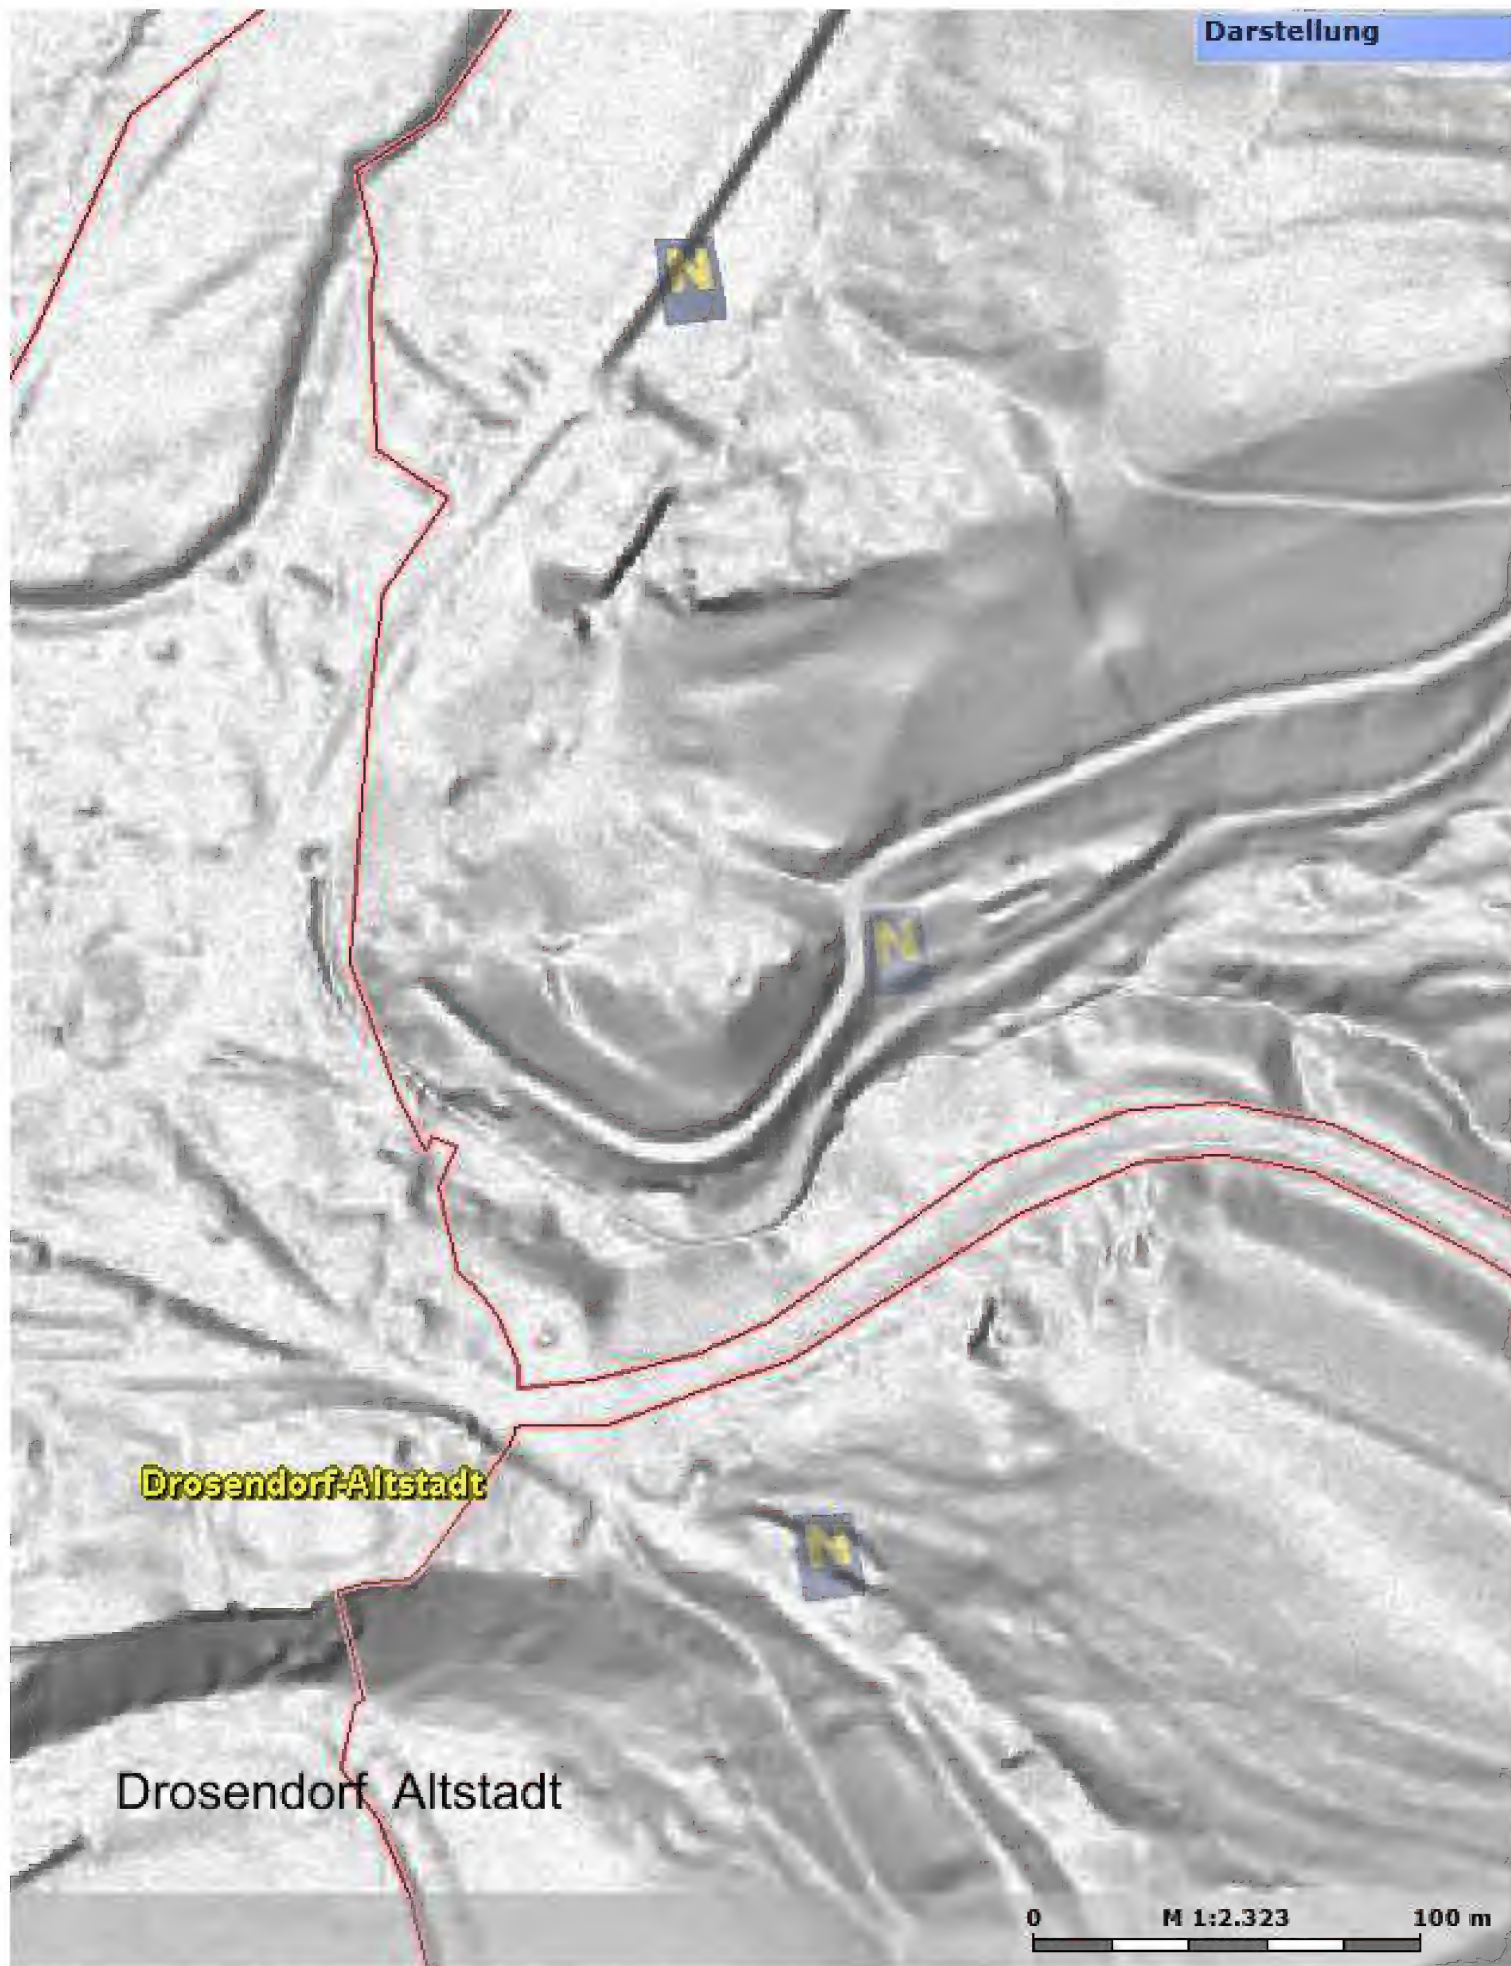 Darstellung
N
N
Drosendorf-Altstadt
N
Drosendorf Altstadt
0 M 1:2.323 100 m